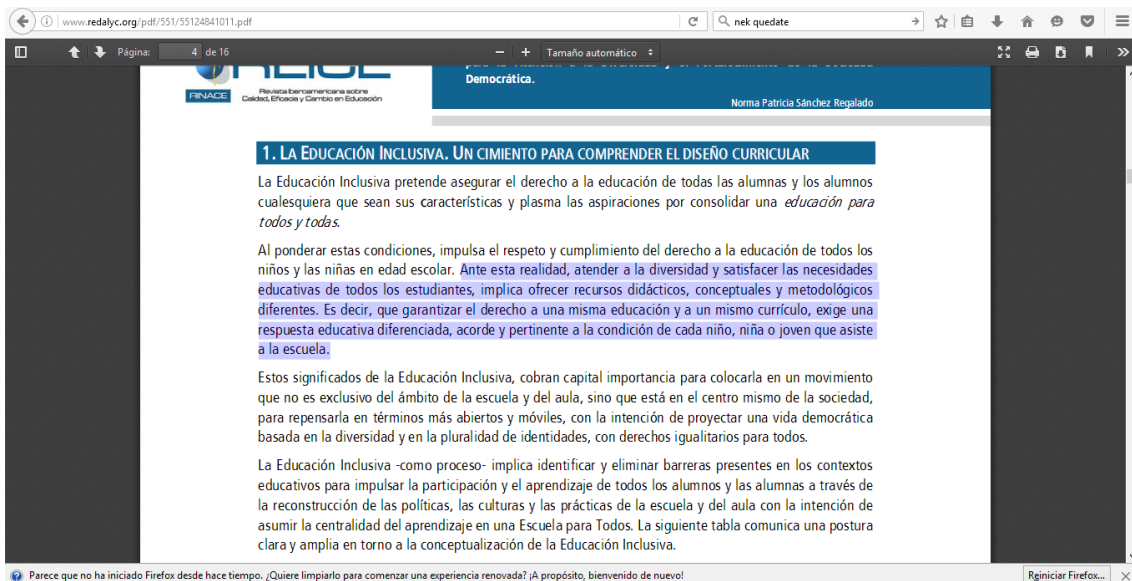 www.redalyc.org/pdf/551/55124841011.pdf
nek quedate
Página: 4 de 16
Tamaño automático
RINACE
Revista Iberoamericana sobre
Calidad, Eficacia y Cambio en Educación
Democrática.
Norma Patricia Sánchez Regalado
1. LA EDUCACIÓN INCLUSIVA. UN CIMIENTO PARA COMPRENDER EL DISEÑO CURRICULAR
La Educación Inclusiva pretende asegurar el derecho a la educación de todas las alumnas y los alumnos
cualesquiera que sean sus características y plasma las aspiraciones por consolidar una educación para
todos y todas.
Al ponderar estas condiciones, impulsa el respeto y cumplimiento del derecho a la educación de todos los
niños y las niñas en edad escolar. Ante esta realidad, atender a la diversidad y satisfacer las necesidades
educativas de todos los estudiantes, implica ofrecer recursos didácticos, conceptuales y metodológicos
diferentes. Es decir, que garantizar el derecho a una misma educación y a un mismo currículo, exige una
respuesta educativa diferenciada, acorde y pertinente a la condición de cada niño, niña o joven que asiste
a la escuela.
Estos significados de la Educación Inclusiva, cobran capital importancia para colocarla en un movimiento
que no es exclusivo del ámbito de la escuela y del aula, sino que está en el centro mismo de la sociedad,
para repensarla en términos más abiertos y móviles, con la intención de proyectar una vida democrática
basada en la diversidad y en la pluralidad de identidades, con derechos igualitarios para todos.
La Educación Inclusiva -como proceso- implica identificar y eliminar barreras presentes en los contextos
educativos para impulsar la participación y el aprendizaje de todos los alumnos y las alumnas a través de
la reconstrucción de las políticas, las culturas y las prácticas de la escuela y del aula con la intención de
asumir la centralidad del aprendizaje en una Escuela para Todos. La siguiente tabla comunica una postura
clara y amplia en torno a la conceptualización de la Educación Inclusiva.
Parece que no ha iniciado Firefox desde hace tiempo. ¿Quiere limpiarlo para comenzar una experiencia renovada? ¡A propósito, bienvenido de nuevo!
Reiniciar Firefox...